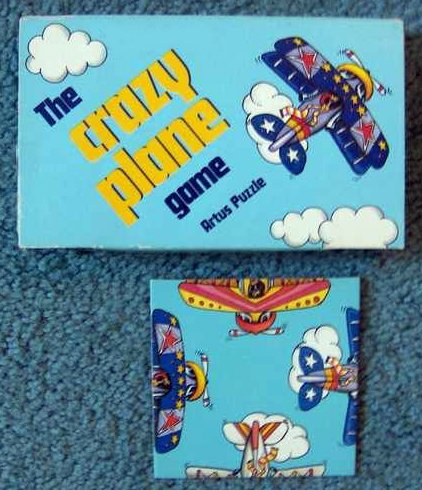 The
crazy
plane
game
Artus Puzzle